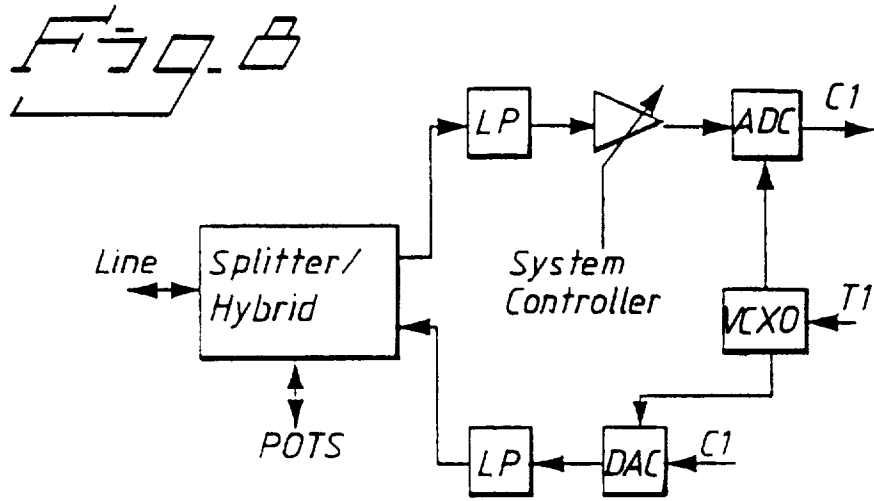 Fig. 8
LP
ADC
C1
Line
Splitter/
Hybrid
System
Controller
VCXO
T1
POTS
LP
DAC
C1